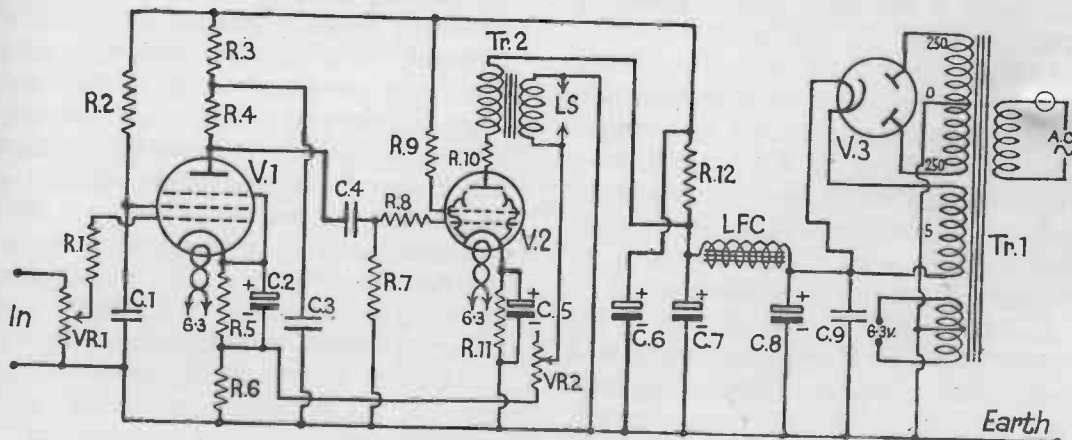 R.3
Tr.2
250
R.2
R.4
LS
0
A.C.
R.9
V.3
V.1
R.10
R.12
250
C.4
R.8
V.2
LFC
5
Tr.1
R.1
C.2
R.7
+
-
6.3
C.1
C.3
6.3
+
C.5
-
+
-
C.6
+
-
C.7
+
-
C.8
C.9
6.3v.
In
VR.1
R.5
R.11
VR.2
R.6
Earth